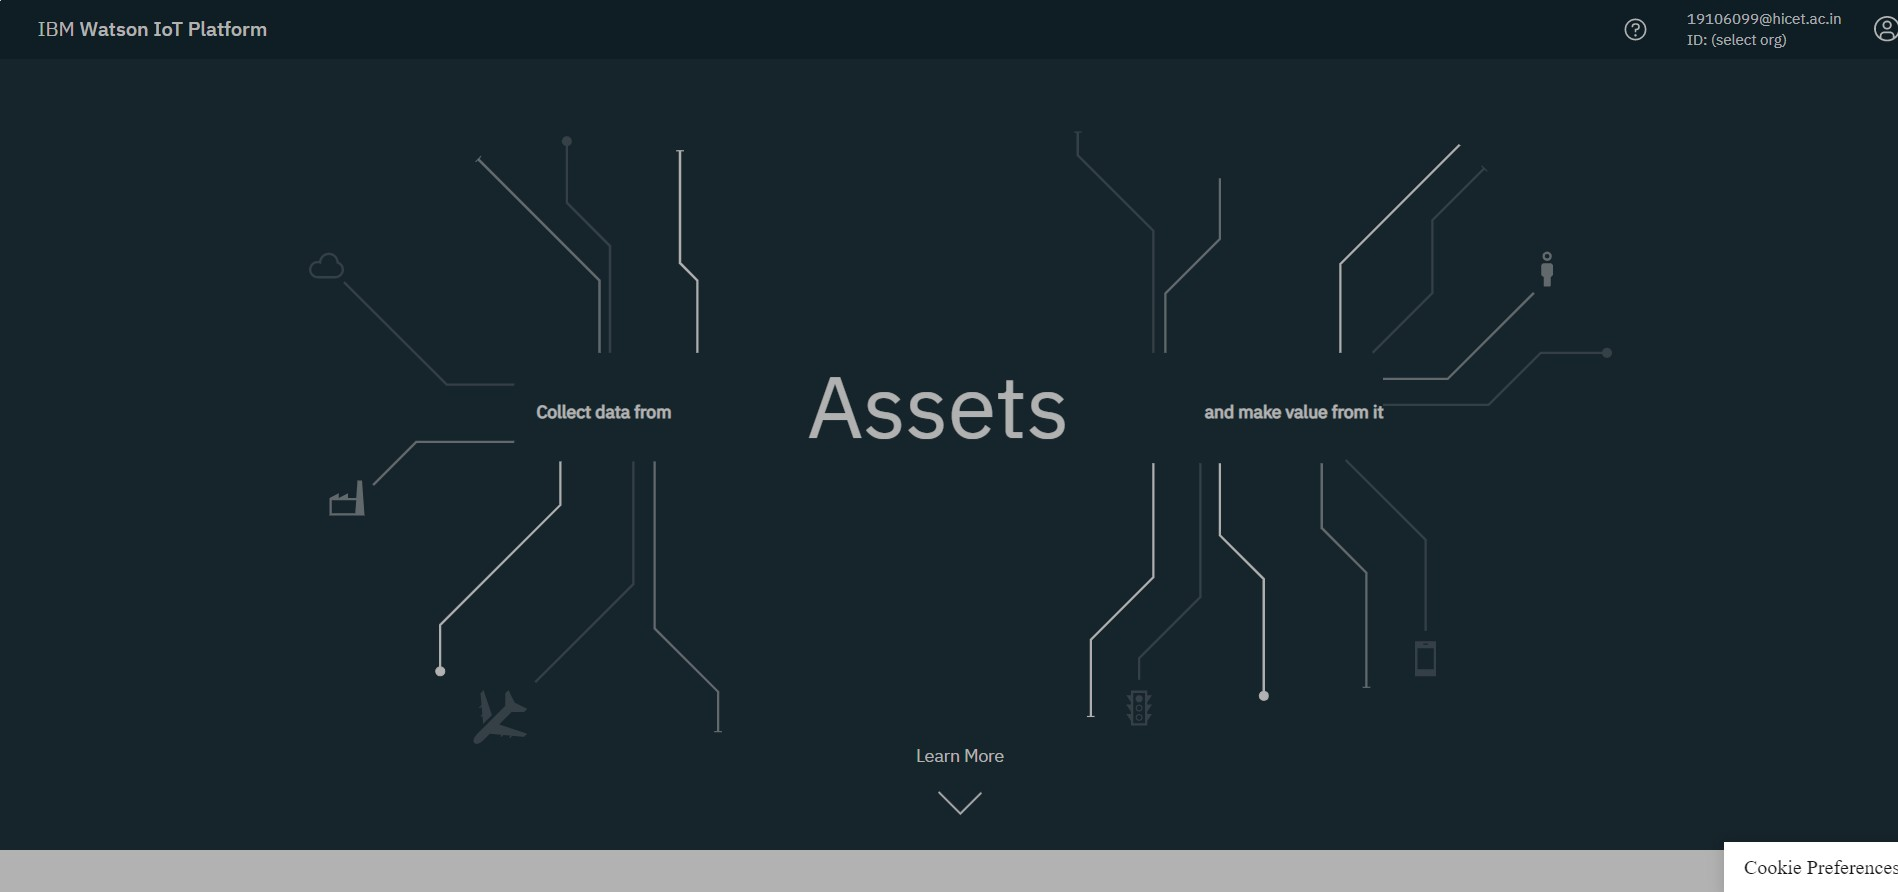 IBM Watson IoT Platform
19106099@hicet.ac.in
ID: (select org)
Collect data from
Assets
and make value from it
Learn More
Cookie Preferences